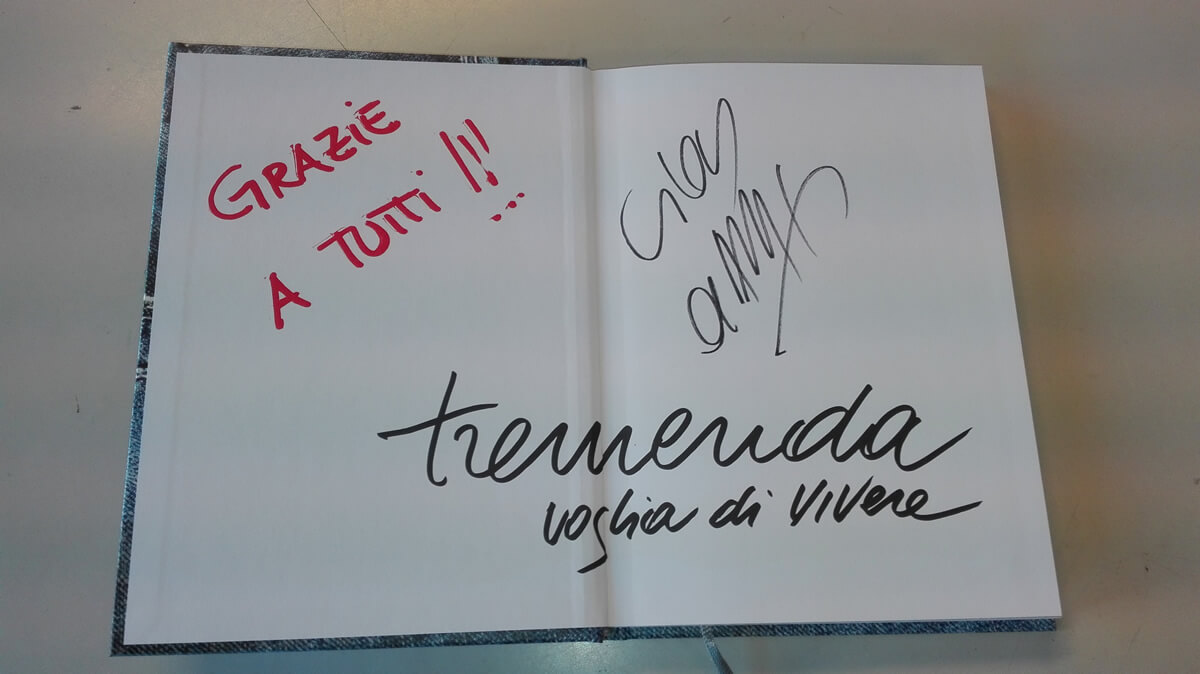 GRAZIE
A TUTTI !!!...
tremenda
voglia di vivere